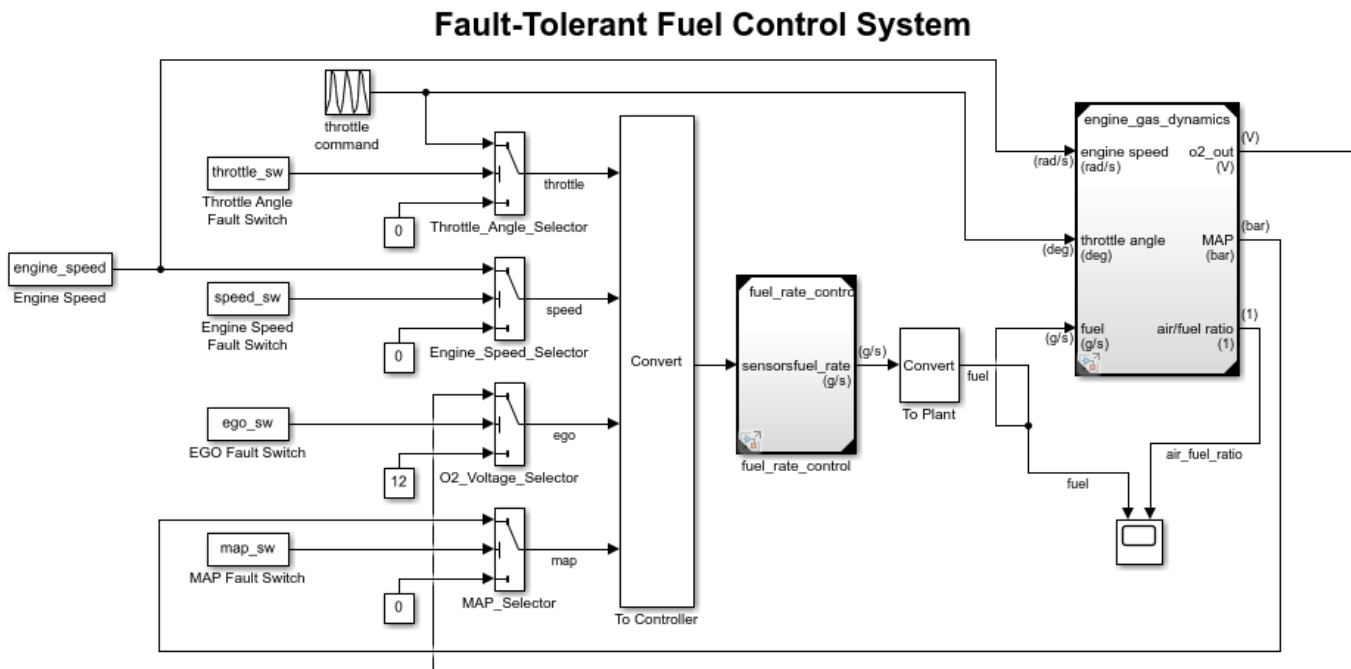 Fault-Tolerant Fuel Control System
throttle
command
throttle_sw
Throttle Angle
Fault Switch
0
Throttle_Angle_Selector
throttle
engine_speed
Engine Speed
speed_sw
Engine Speed
Fault Switch
0
Engine_Speed_Selector
speed
ego_sw
EGO Fault Switch
12
O2_Voltage_Selector
ego
map_sw
MAP Fault Switch
0
MAP_Selector
map
Convert
To Controller
fuel_rate_contro
sensors
fuel_rate
(g/s)
fuel_rate_control
(g/s)
Convert
To Plant
fuel
fuel
engine_gas_dynamics
(rad/s)
engine speed
(rad/s)
o2_out
(V)
(V)
(deg)
throttle angle
(deg)
MAP
(bar)
(bar)
(g/s)
fuel
(g/s)
air/fuel ratio
(1)
(1)
air_fuel_ratio